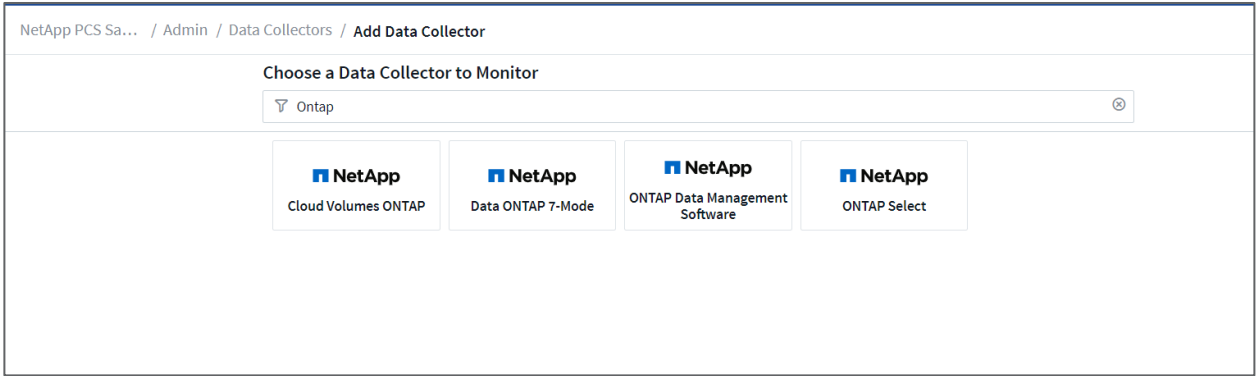 NetApp PCS Sa... / Admin / Data Collectors / Add Data Collector
Choose a Data Collector to Monitor
Ontap
NetApp
Cloud Volumes ONTAP
NetApp
Data ONTAP 7-Mode
NetApp
ONTAP Data Management
Software
NetApp
ONTAP Select